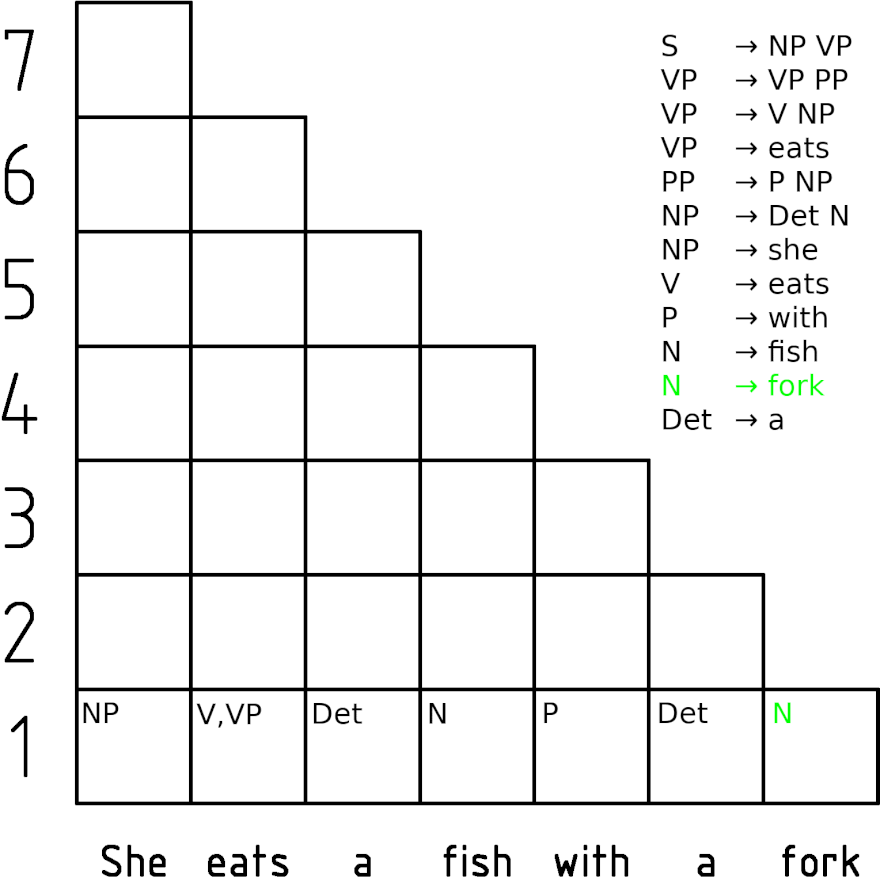 7
S → NP VP
VP → VP PP
6
VP → V NP
VP → eats
PP → P NP
NP → Det N
5
NP → she
V → eats
P → with
N → fish
4
N → fork
Det → a
3
2
1
NP V,VP Det N P Det N
She eats a fish with a fork